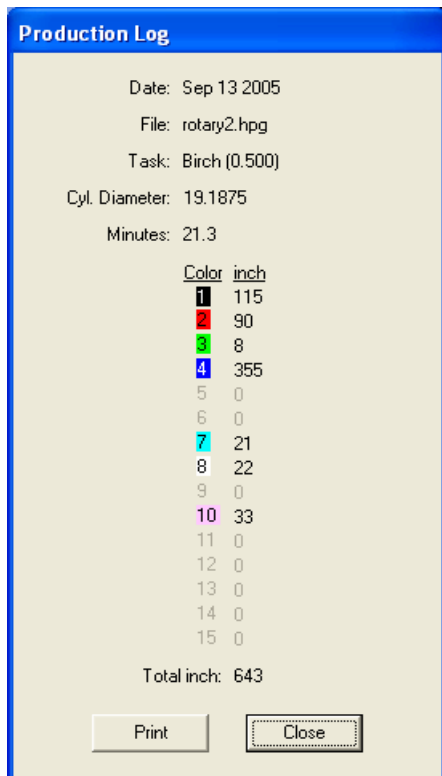 Production Log
Date: Sep 13 2005
File: rotary2.hpg
Task: Birch (0.500)
Cyl. Diameter: 19.1875
Minutes: 21.3
Color inch
1 115
2 90
3 8
4 355
5 0
6 0
7 21
8 22
9 0
10 33
11 0
12 0
13 0
14 0
15 0
Total inch: 643
Print Close